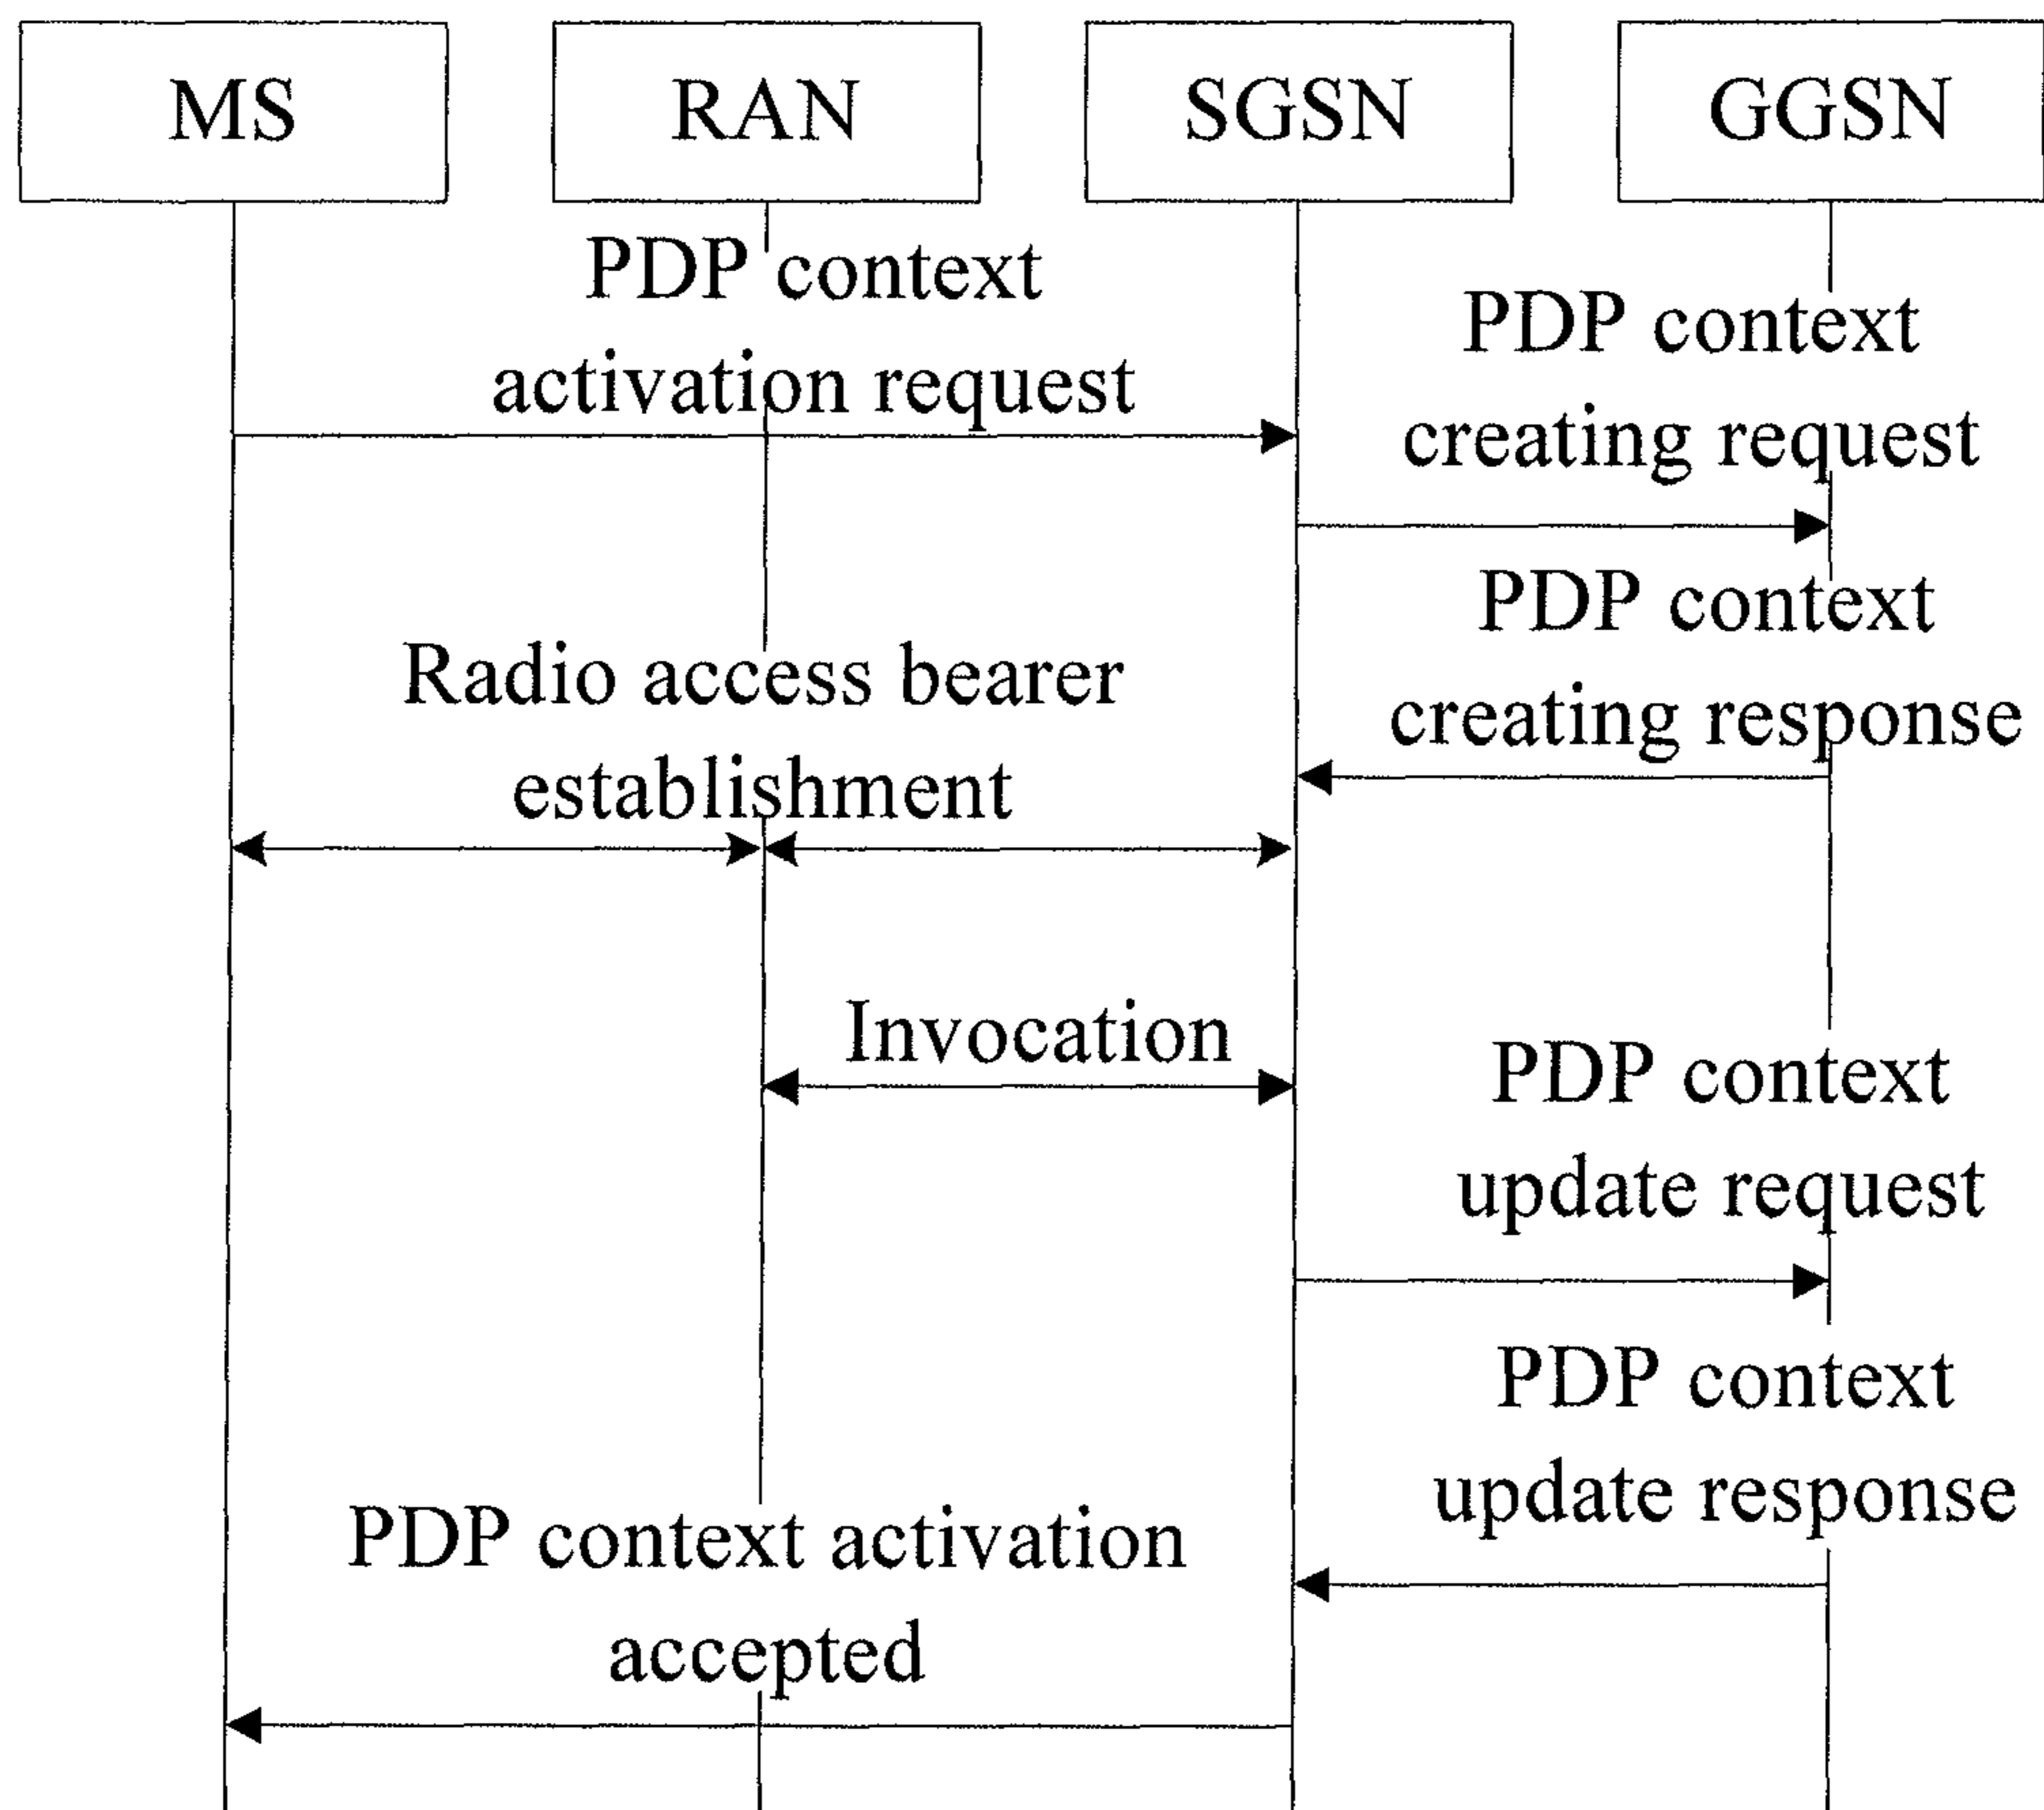 MS
RAN
SGSN
GGSN
PDP context
activation request
PDP context
creating request
PDP context
creating response
Radio access bearer
establishment
Invocation
PDP context
update request
PDP context
update response
PDP context activation
accepted